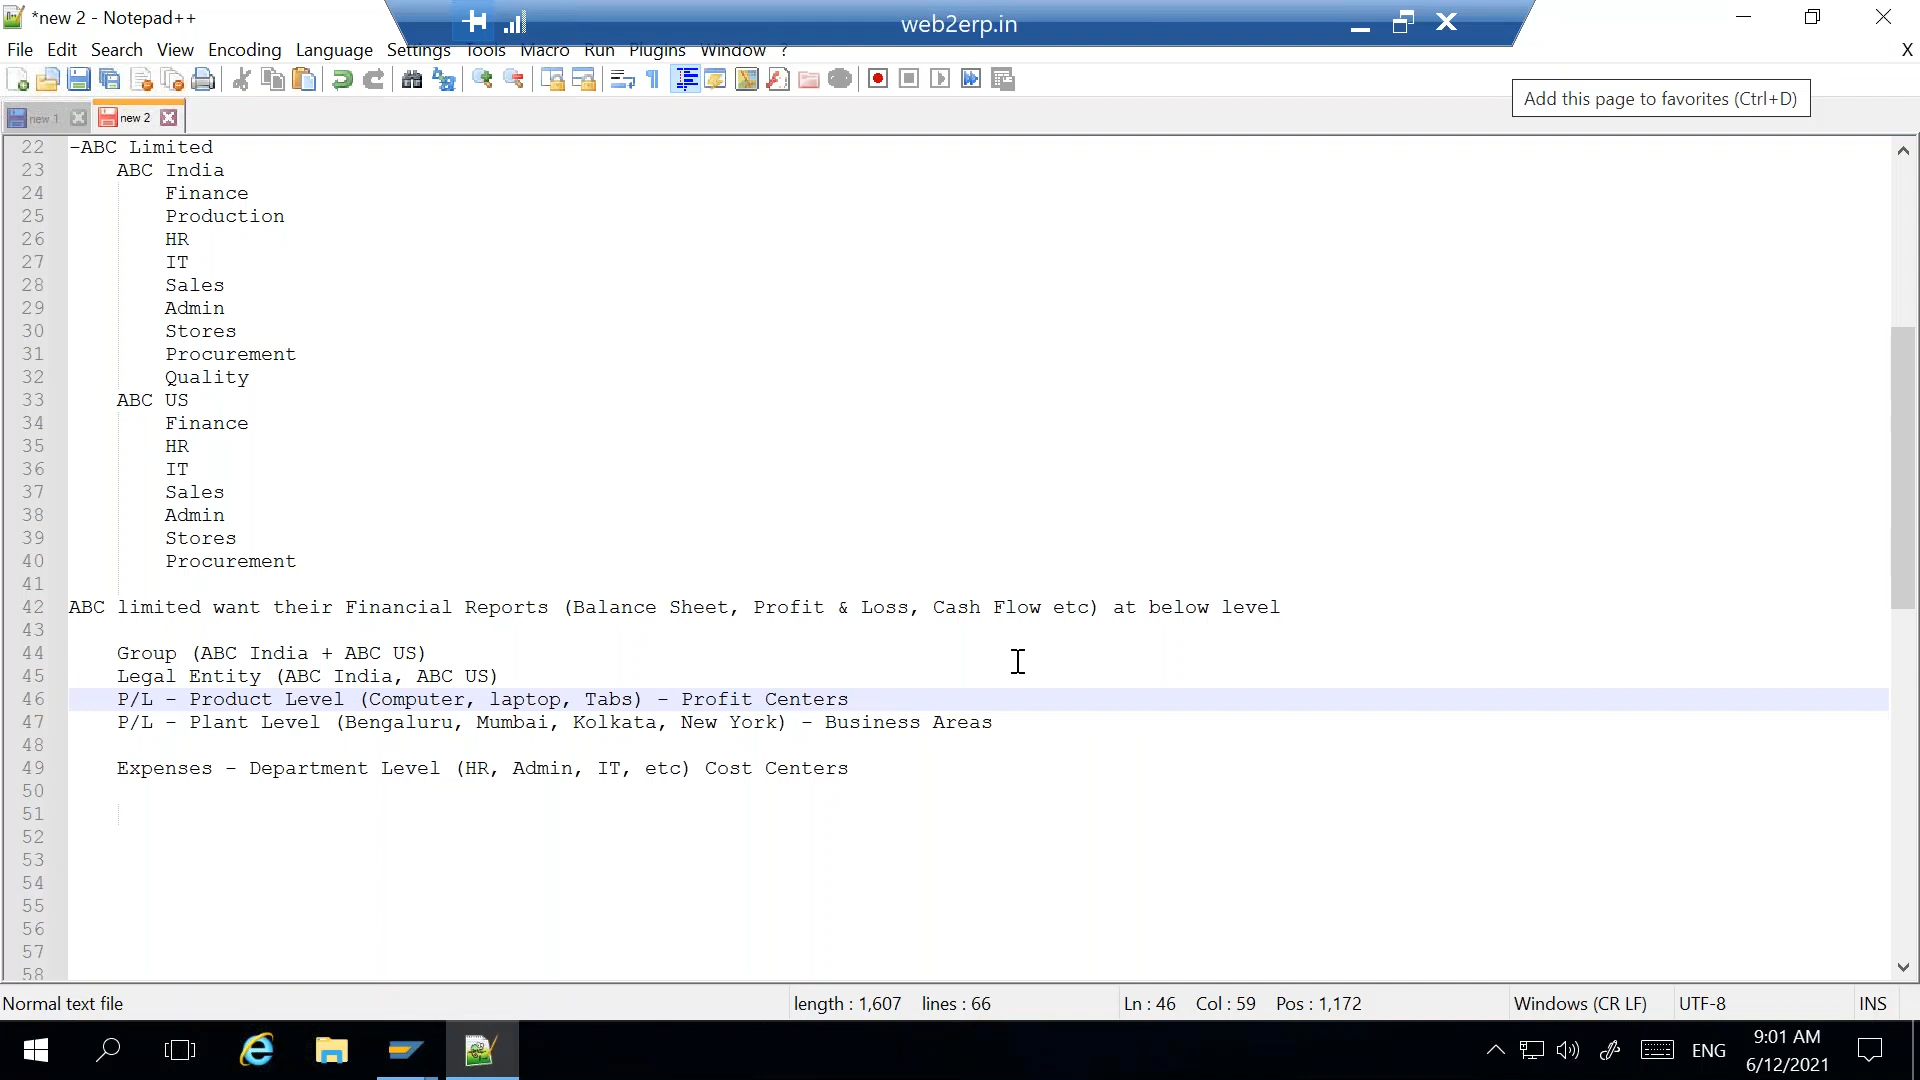 *new 2 - Notepad++
web2erp.in
File Edit Search View Encoding Language Settings Tools Macro Run Plugins Window ?
X
Add this page to favorites (Ctrl+D)
new 1
new 2
22 -ABC Limited
23 ABC India
24 Finance
25 Production
26 HR
27 IT
28 Sales
29 Admin
30 Stores
31 Procurement
32 Quality
33 ABC US
34 Finance
35 HR
36 IT
37 Sales
38 Admin
39 Stores
40 Procurement
41
42 ABC limited want their Financial Reports (Balance Sheet, Profit & Loss, Cash Flow etc) at below level
43
44 Group (ABC India + ABC US)
45 Legal Entity (ABC India, ABC US)
46 P/L - Product Level (Computer, laptop, Tabs) - Profit Centers
47 P/L - Plant Level (Bengaluru, Mumbai, Kolkata, New York) - Business Areas
48
49 Expenses - Department Level (HR, Admin, IT, etc) Cost Centers
50
51
52
53
54
55
56
57
58
Normal text file length : 1,607 lines : 66 Ln : 46 Col : 59 Pos : 1,172 Windows (CR LF) UTF-8 INS
ENG
9:01 AM
6/12/2021